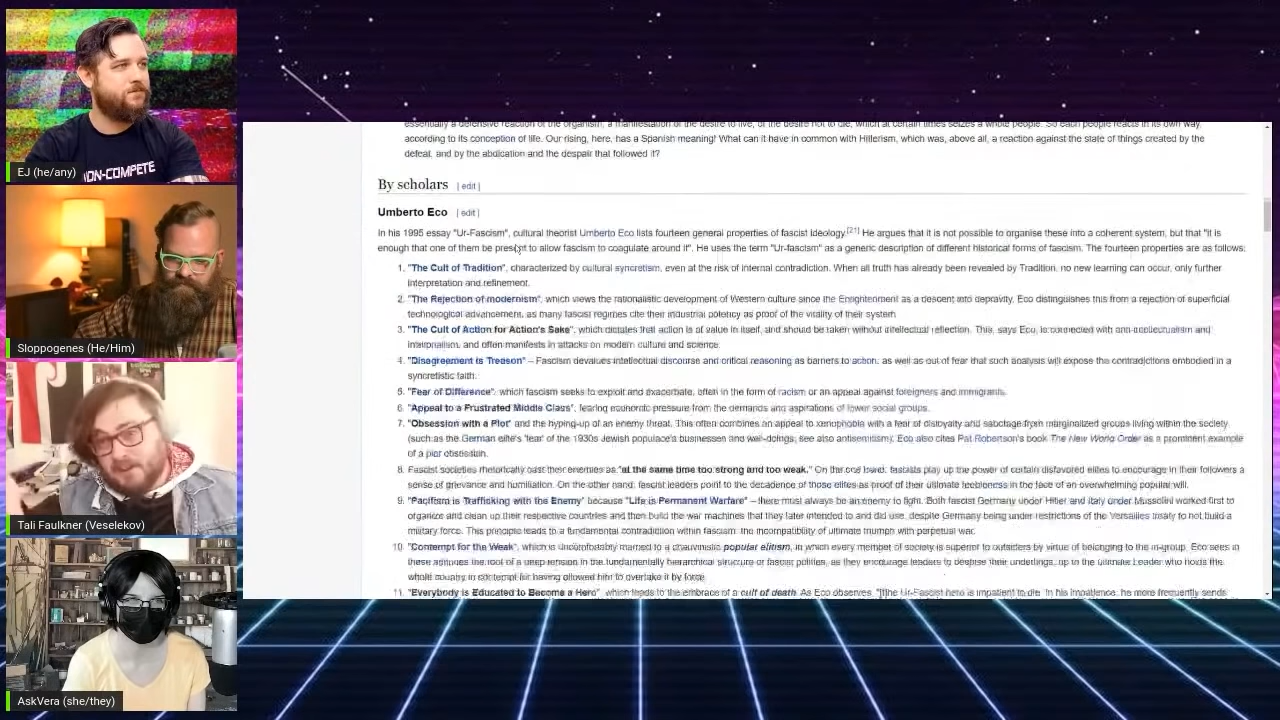 NON-COMPETE
EJ (he/any)
Sloppogenes (He/Him)
Tali Faulkner (Veselekov)
AskVera (she/they)
essentially a defensive reaction of the organism, a manifestation of the desire to live, of the desire not to die, which at certain times seizes a whole people. So each people reacts in its own way,
according to its conception of life. Our rising, here, has a Spanish meaning! What can it have in common with Hitlerism, which was, above all, a reaction against the state of things created by the
defeat, and by the abdication and the despair that followed it?
By scholars [ edit ]
Umberto Eco [ edit ]
In his 1995 essay "Ur-Fascism", cultural theorist Umberto Eco lists fourteen general properties of fascist ideology.[21] He argues that it is not possible to organise these into a coherent system, but that "it is
enough that one of them be present to allow fascism to coagulate around it". He uses the term "Ur-fascism" as a generic description of different historical forms of fascism. The fourteen properties are as follows:
1. "The Cult of Tradition", characterized by cultural syncretism, even at the risk of internal contradiction. When all truth has already been revealed by Tradition, no new learning can occur, only further
interpretation and refinement.
2. "The Rejection of modernism", which views the rationalistic development of Western culture since the Enlightenment as a descent into depravity. Eco distinguishes this from a rejection of superficial
technological advancement, as many fascist regimes cite their industrial potency as proof of the vitality of their system.
3. "The Cult of Action for Action's Sake", which dictates that action is of value in itself, and should be taken without intellectual reflection. This, says Eco, is connected with anti-intellectualism and
irrationalism, and often manifests in attacks on modern culture and science.
4. "Disagreement Is Treason" – Fascism devalues intellectual discourse and critical reasoning as barriers to action, as well as out of fear that such analysis will expose the contradictions embodied in a
syncretistic faith.
5. "Fear of Difference", which fascism seeks to exploit and exacerbate, often in the form of racism or an appeal against foreigners and immigrants.
6. "Appeal to a Frustrated Middle Class", fearing economic pressure from the demands and aspirations of lower social groups.
7. "Obsession with a Plot" and the hyping-up of an enemy threat. This often combines an appeal to xenophobia with a fear of disloyalty and sabotage from marginalized groups living within the society
(such as the German elite's 'fear' of the 1930s Jewish populace's businesses and well-doings; see also antisemitism). Eco also cites Pat Robertson's book The New World Order as a prominent example
of a plot obsession.
8. Fascist societies rhetorically cast their enemies as "at the same time too strong and too weak." On the one hand, fascists play up the power of certain disfavored elites to encourage in their followers a
sense of grievance and humiliation. On the other hand, fascist leaders point to the decadence of those elites as proof of their ultimate feebleness in the face of an overwhelming popular will.
9. "Pacifism is Trafficking with the Enemy" because "Life is Permanent Warfare" – there must always be an enemy to fight. Both fascist Germany under Hitler and Italy under Mussolini worked first to
organize and clean up their respective countries and then build the war machines that they later intended to and did use, despite Germany being under restrictions of the Versailles treaty to not build a
military force. This principle leads to a fundamental contradiction within fascism: the incompatibility of ultimate triumph with perpetual war.
10. "Contempt for the Weak", which is uncomfortably married to a chauvinistic popular elitism, in which every member of society is superior to outsiders by virtue of belonging to the in-group. Eco sees in
these attitudes the root of a deep tension in the fundamentally hierarchical structure of fascist polities, as they encourage leaders to despise their underlings, up to the ultimate Leader who holds the
whole country in contempt for having allowed him to overtake it by force.
11. "Everybody is Educated to Become a Hero", which leads to the embrace of a cult of death. As Eco observes, "[t]he Ur-Fascist hero is impatient to die. In his impatience, he more frequently sends